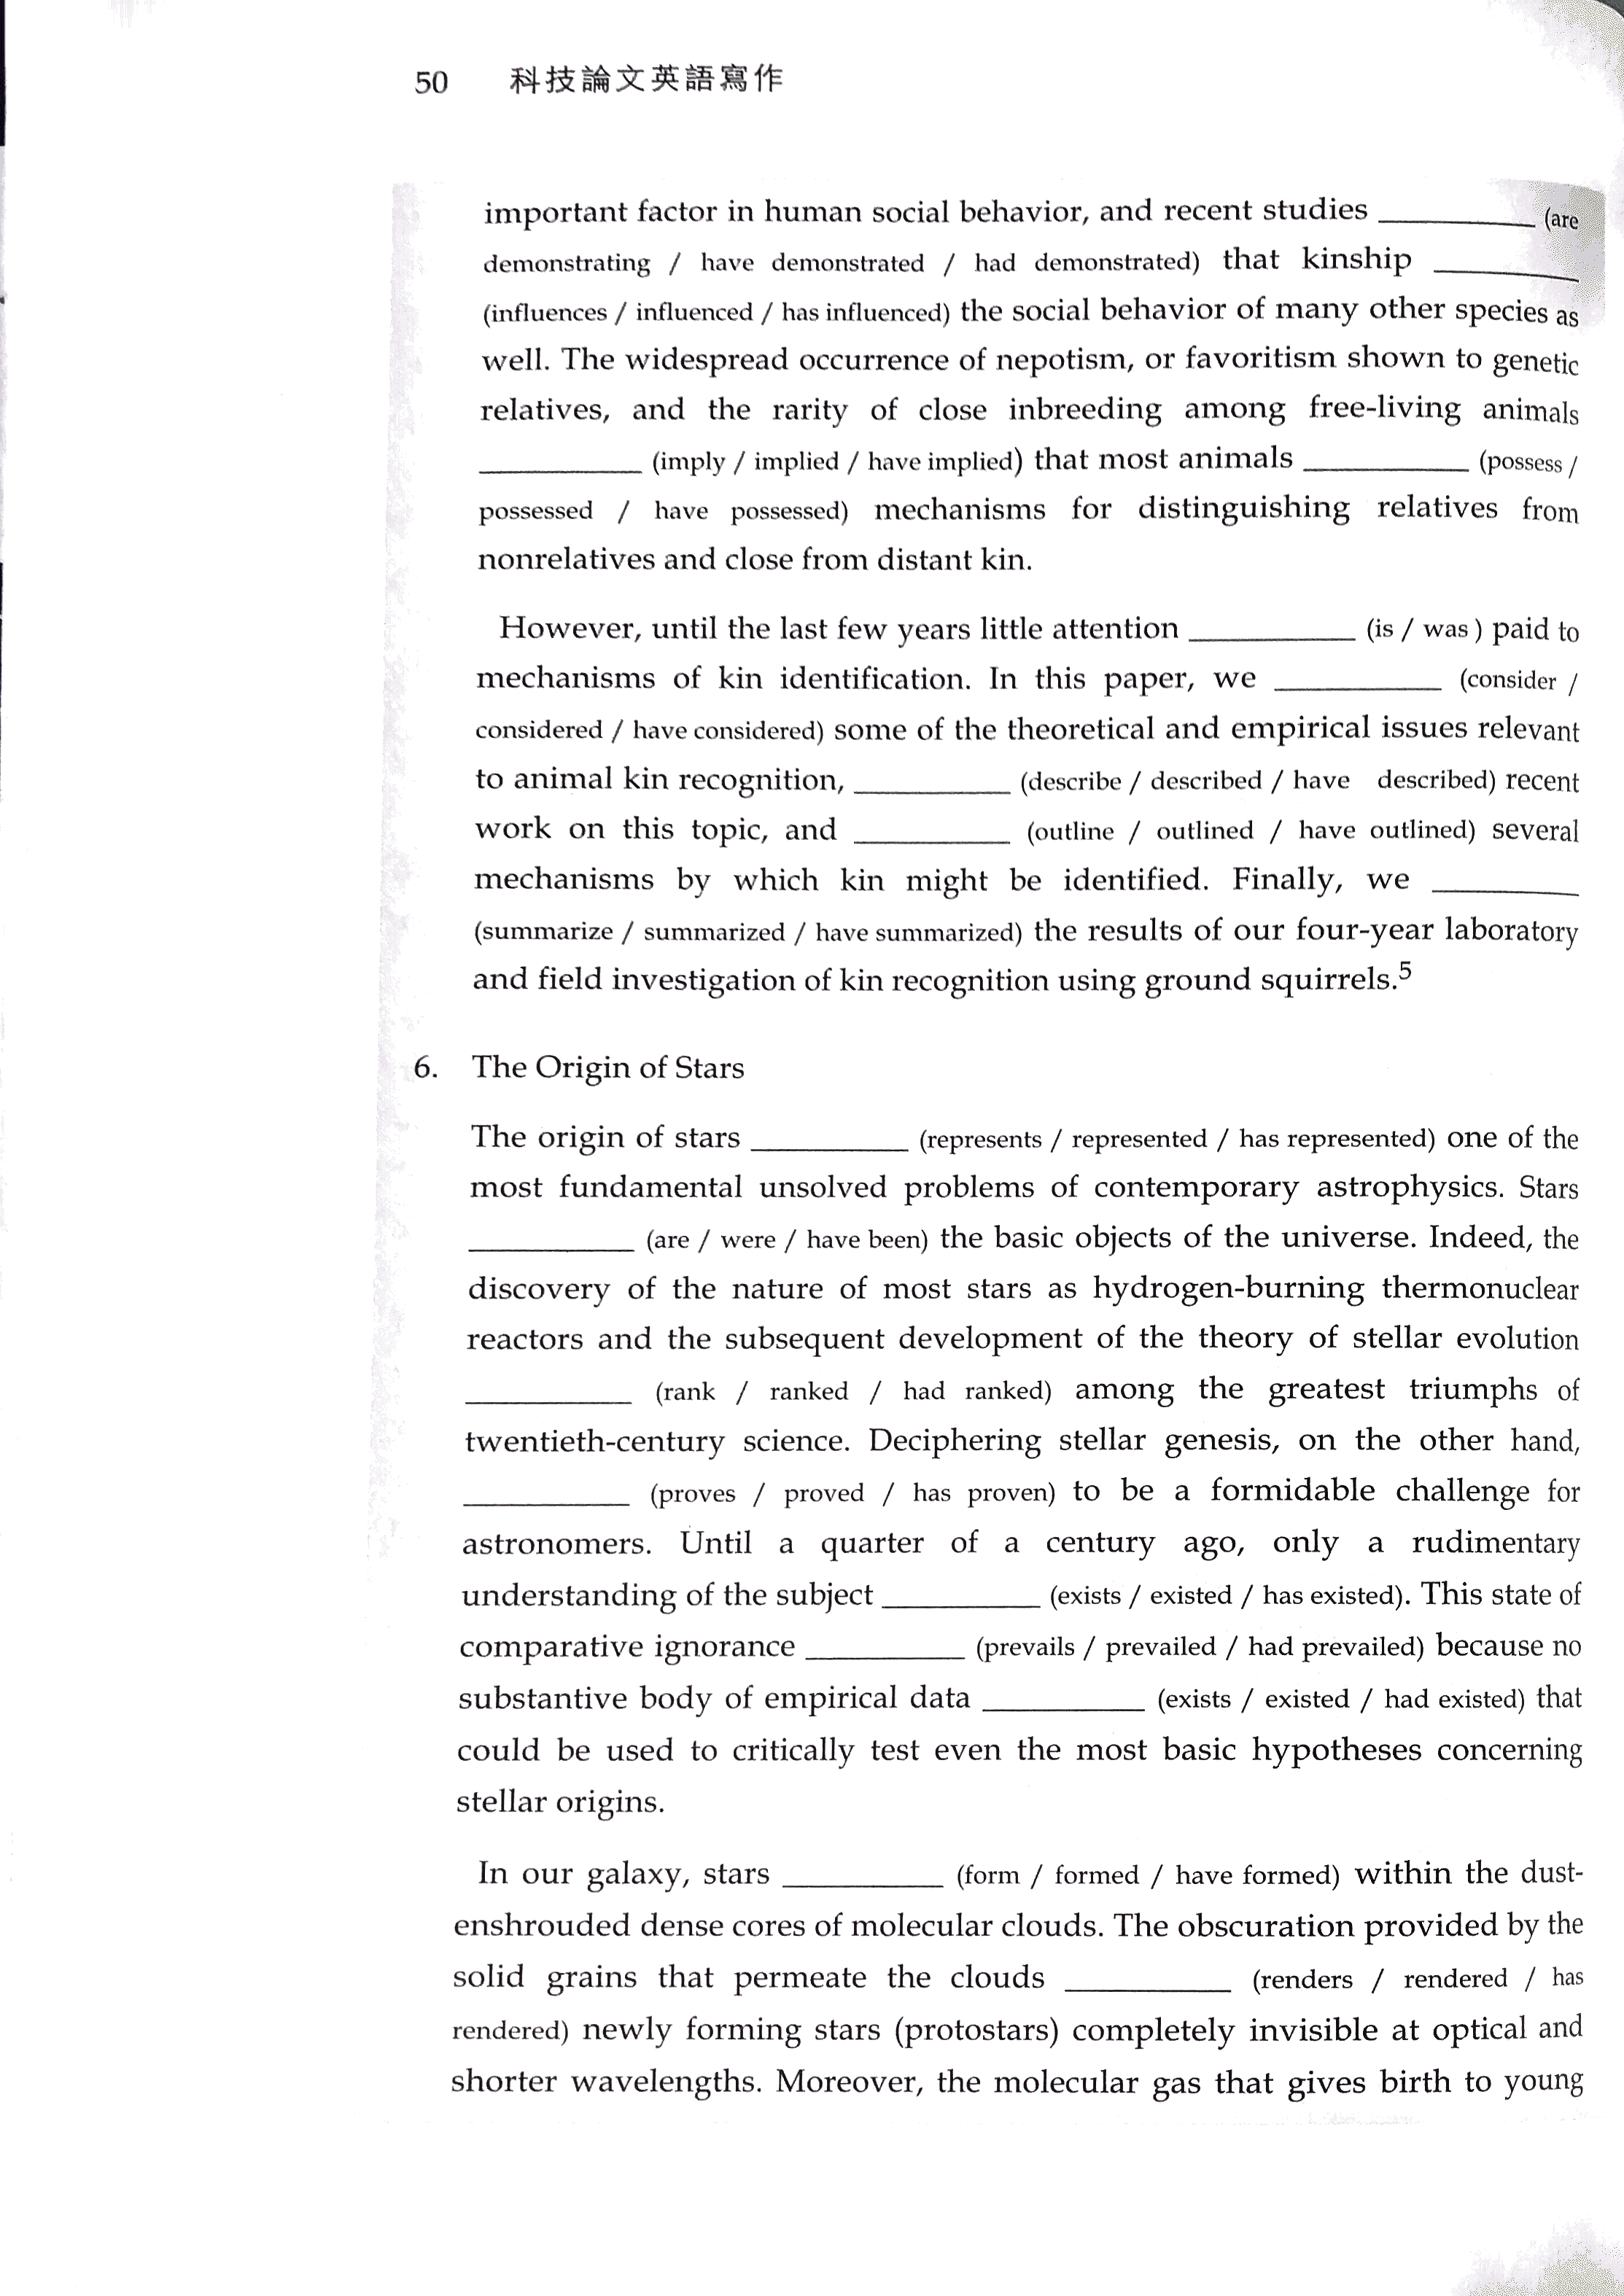 50 科技論文英語寫作
important factor in human social behavior, and recent studies ____________ (are
demonstrating / have demonstrated / had demonstrated) that kinship ____________
(influences / influenced / has influenced) the social behavior of many other species as
well. The widespread occurrence of nepotism, or favoritism shown to genetic
relatives, and the rarity of close inbreeding among free-living animals
____________ (imply / implied / have implied) that most animals ____________ (possess /
possessed / have possessed) mechanisms for distinguishing relatives from
nonrelatives and close from distant kin.
However, until the last few years little attention ____________ (is / was ) paid to
mechanisms of kin identification. In this paper, we ____________ (consider /
considered / have considered) some of the theoretical and empirical issues relevant
to animal kin recognition, ____________ (describe / described / have described) recent
work on this topic, and ____________ (outline / outlined / have outlined) several
mechanisms by which kin might be identified. Finally, we ____________
(summarize / summarized / have summarized) the results of our four-year laboratory
and field investigation of kin recognition using ground squirrels.5
6. The Origin of Stars
The origin of stars ____________ (represents / represented / has represented) one of the
most fundamental unsolved problems of contemporary astrophysics. Stars
____________ (are / were / have been) the basic objects of the universe. Indeed, the
discovery of the nature of most stars as hydrogen-burning thermonuclear
reactors and the subsequent development of the theory of stellar evolution
____________ (rank / ranked / had ranked) among the greatest triumphs of
twentieth-century science. Deciphering stellar genesis, on the other hand,
____________ (proves / proved / has proven) to be a formidable challenge for
astronomers. Until a quarter of a century ago, only a rudimentary
understanding of the subject ____________ (exists / existed / has existed). This state of
comparative ignorance ____________ (prevails / prevailed / had prevailed) because no
substantive body of empirical data ____________ (exists / existed / had existed) that
could be used to critically test even the most basic hypotheses concerning
stellar origins.
In our galaxy, stars ____________ (form / formed / have formed) within the dust-
enshrouded dense cores of molecular clouds. The obscuration provided by the
solid grains that permeate the clouds ____________ (renders / rendered / has
rendered) newly forming stars (protostars) completely invisible at optical and
shorter wavelengths. Moreover, the molecular gas that gives birth to young